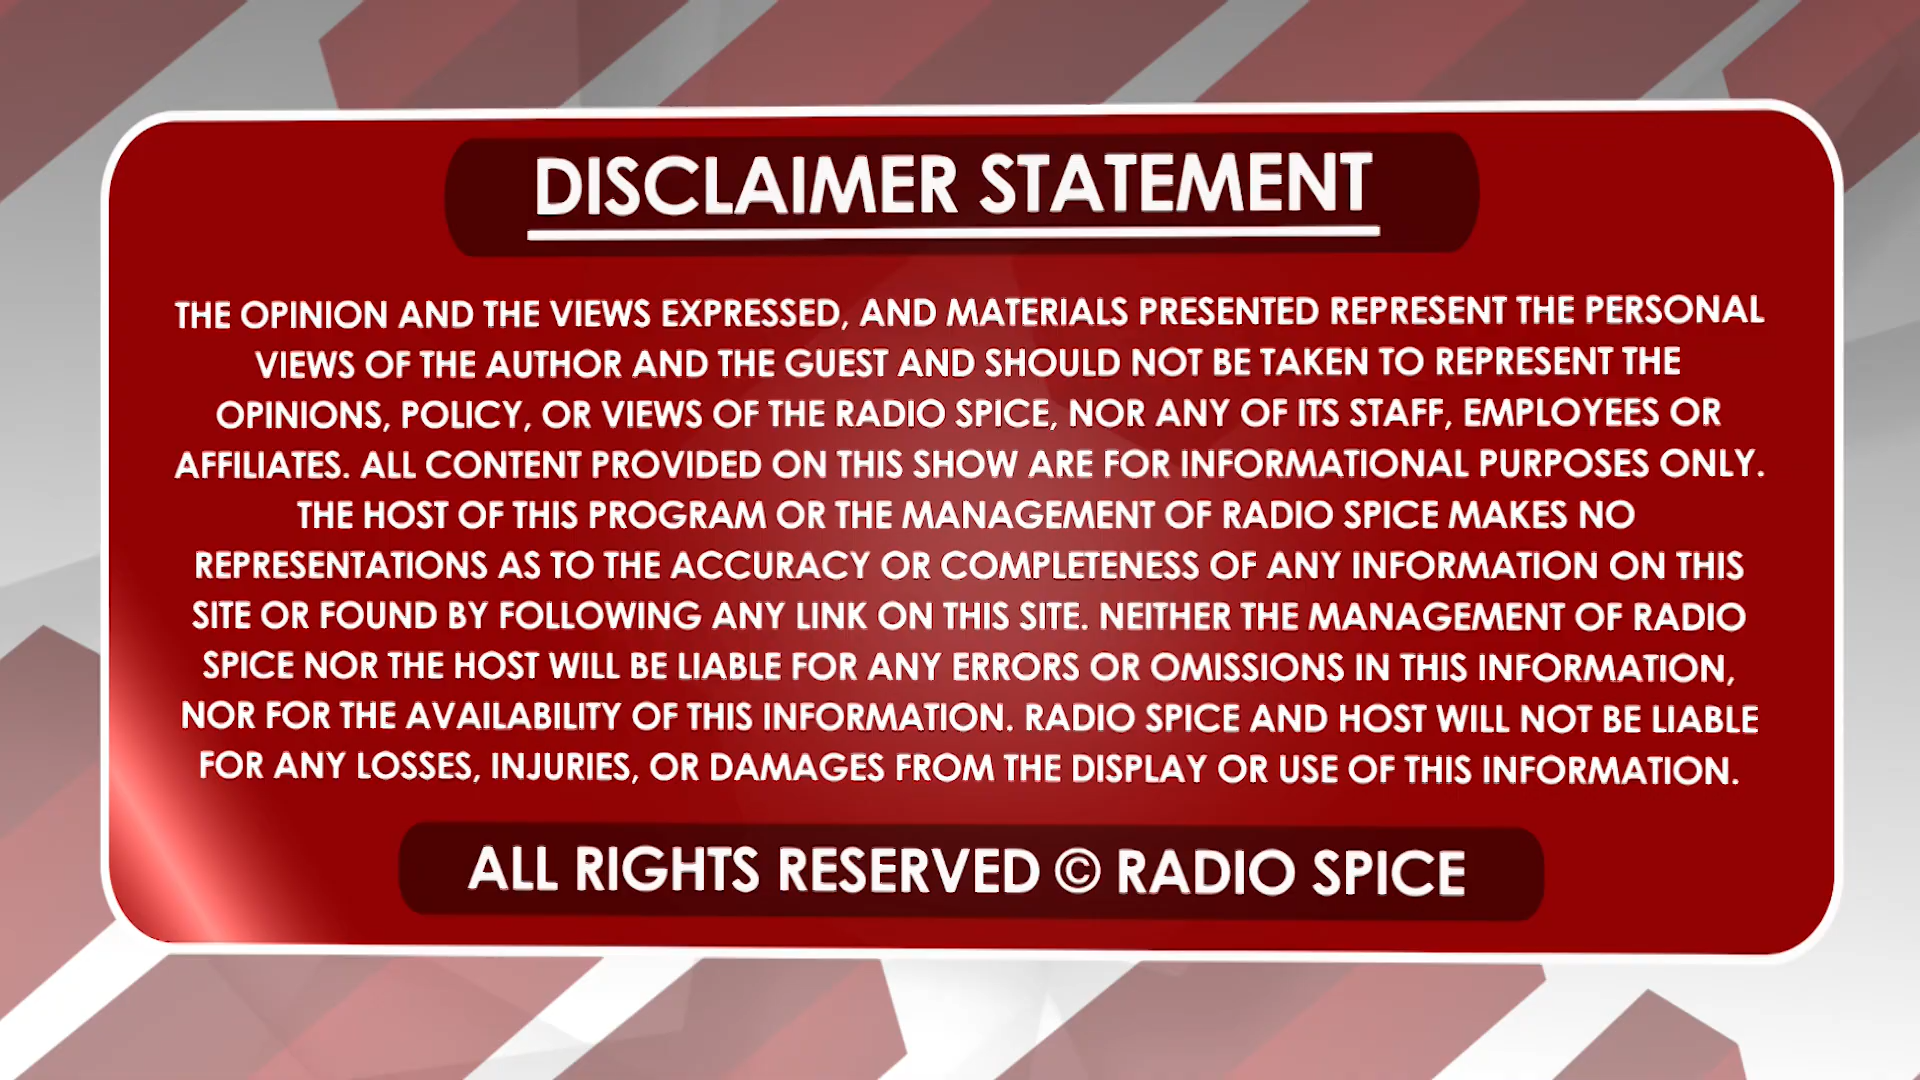 DISCLAIMER STATEMENT
THE OPINION AND THE VIEWS EXPRESSED, AND MATERIALS PRESENTED REPRESENT THE PERSONAL
VIEWS OF THE AUTHOR AND THE GUEST AND SHOULD NOT BE TAKEN TO REPRESENT THE
OPINIONS, POLICY, OR VIEWS OF THE RADIO SPICE, NOR ANY OF ITS STAFF, EMPLOYEES OR
AFFILIATES. ALL CONTENT PROVIDED ON THIS SHOW ARE FOR INFORMATIONAL PURPOSES ONLY.
THE HOST OF THIS PROGRAM OR THE MANAGEMENT OF RADIO SPICE MAKES NO
REPRESENTATIONS AS TO THE ACCURACY OR COMPLETENESS OF ANY INFORMATION ON THIS
SITE OR FOUND BY FOLLOWING ANY LINK ON THIS SITE. NEITHER THE MANAGEMENT OF RADIO
SPICE NOR THE HOST WILL BE LIABLE FOR ANY ERRORS OR OMISSIONS IN THIS INFORMATION,
NOR FOR THE AVAILABILITY OF THIS INFORMATION. RADIO SPICE AND HOST WILL NOT BE LIABLE
FOR ANY LOSSES, INJURIES, OR DAMAGES FROM THE DISPLAY OR USE OF THIS INFORMATION.
ALL RIGHTS RESERVED © RADIO SPICE